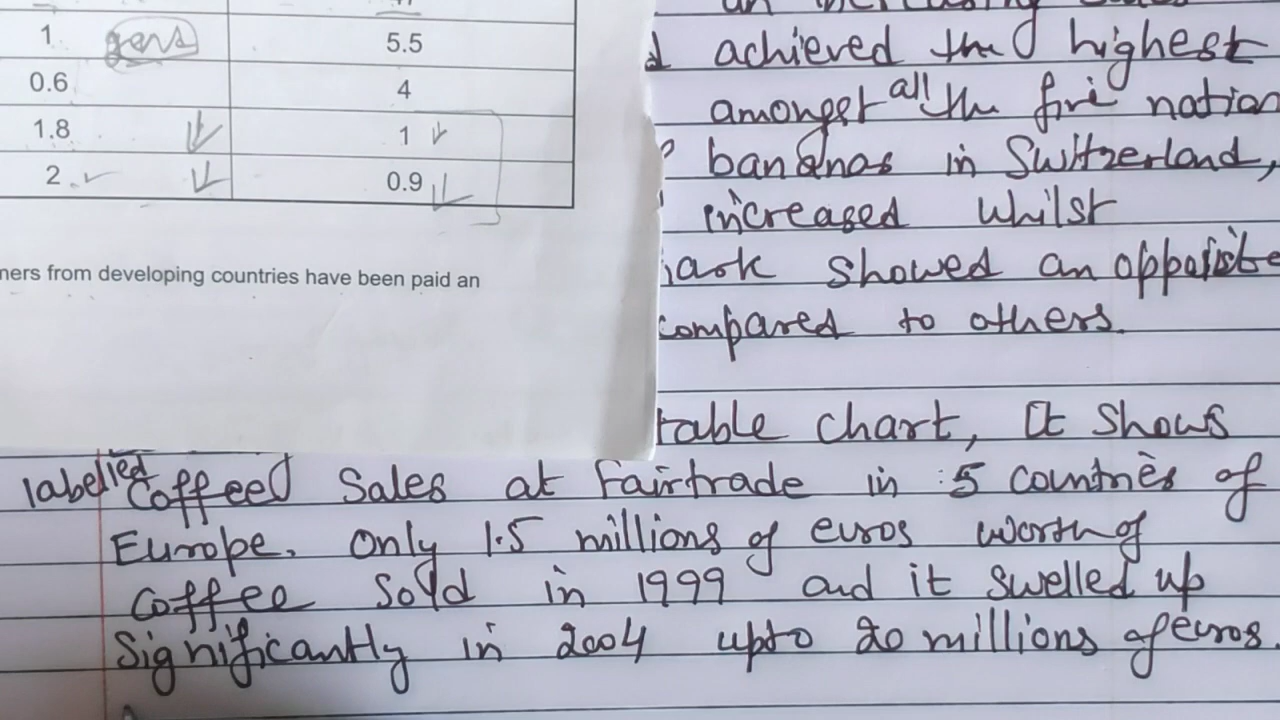 1 5.5
0.6 4
1.8 1
2 0.9
ners from developing countries have been paid an
achieved the highest
amongst all the five nation
bananas in Switzerland,
increased whilst
showed an opposite
compared to others.
table chart, It shows
labelled Coffee Sales at Fairtrade in 5 countries of
Europe. Only 1.5 millions of euros worth of
Coffee Sold in 1999 and it swelled up
Significantly in 2004 upto 20 millions of euros.